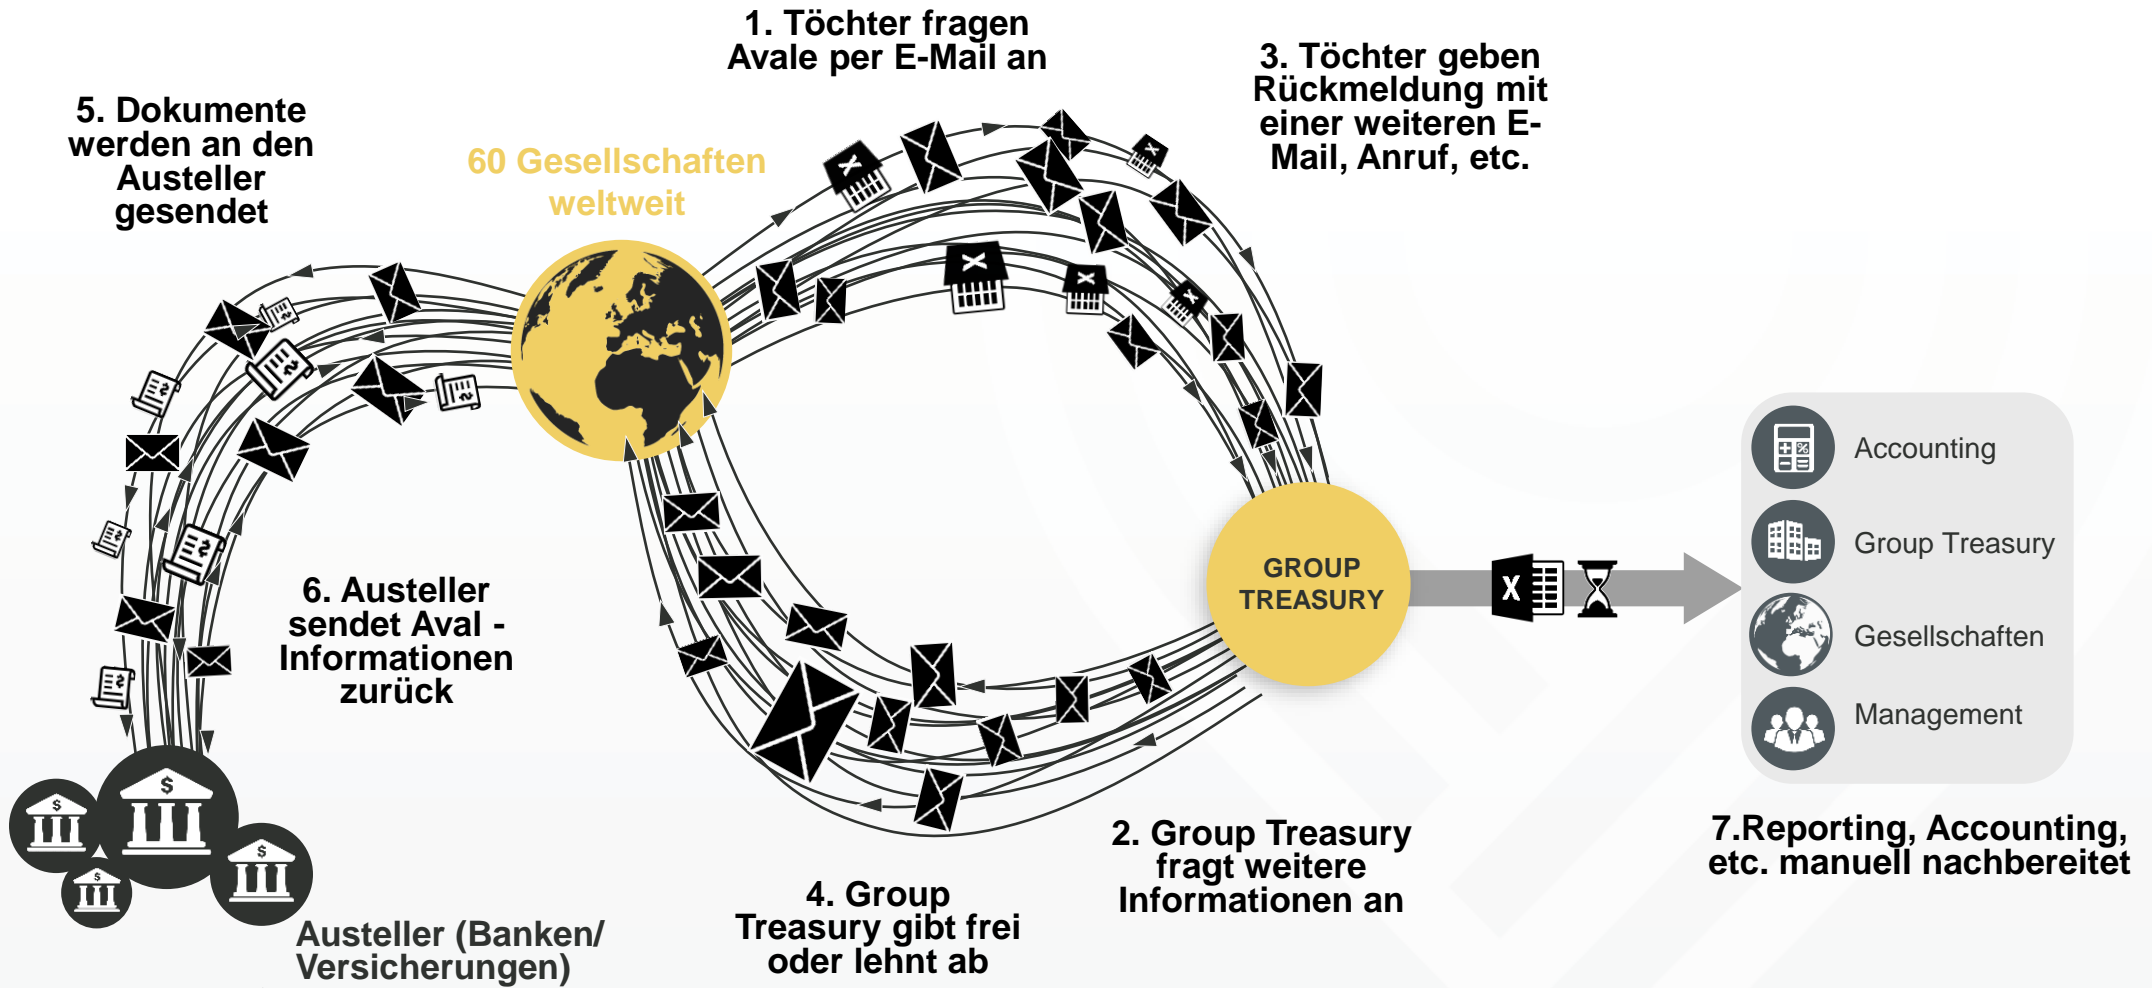 1. Töchter fragen
Avale per E-Mail an
3. Töchter geben
Rückmeldung mit
einer weiteren E-
Mail, Anruf, etc.
5. Dokumente
werden an den
Austeller
gesendet
60 Gesellschaften
weltweit
6. Austeller
sendet Aval -
Informationen
zurück
GROUP
TREASURY
Accounting
Group Treasury
Gesellschaften
Management
7.Reporting, Accounting,
etc. manuell nachbereitet
2. Group Treasury
fragt weitere
Informationen an
4. Group
Treasury gibt frei
oder lehnt ab
Austeller (Banken/
Versicherungen)